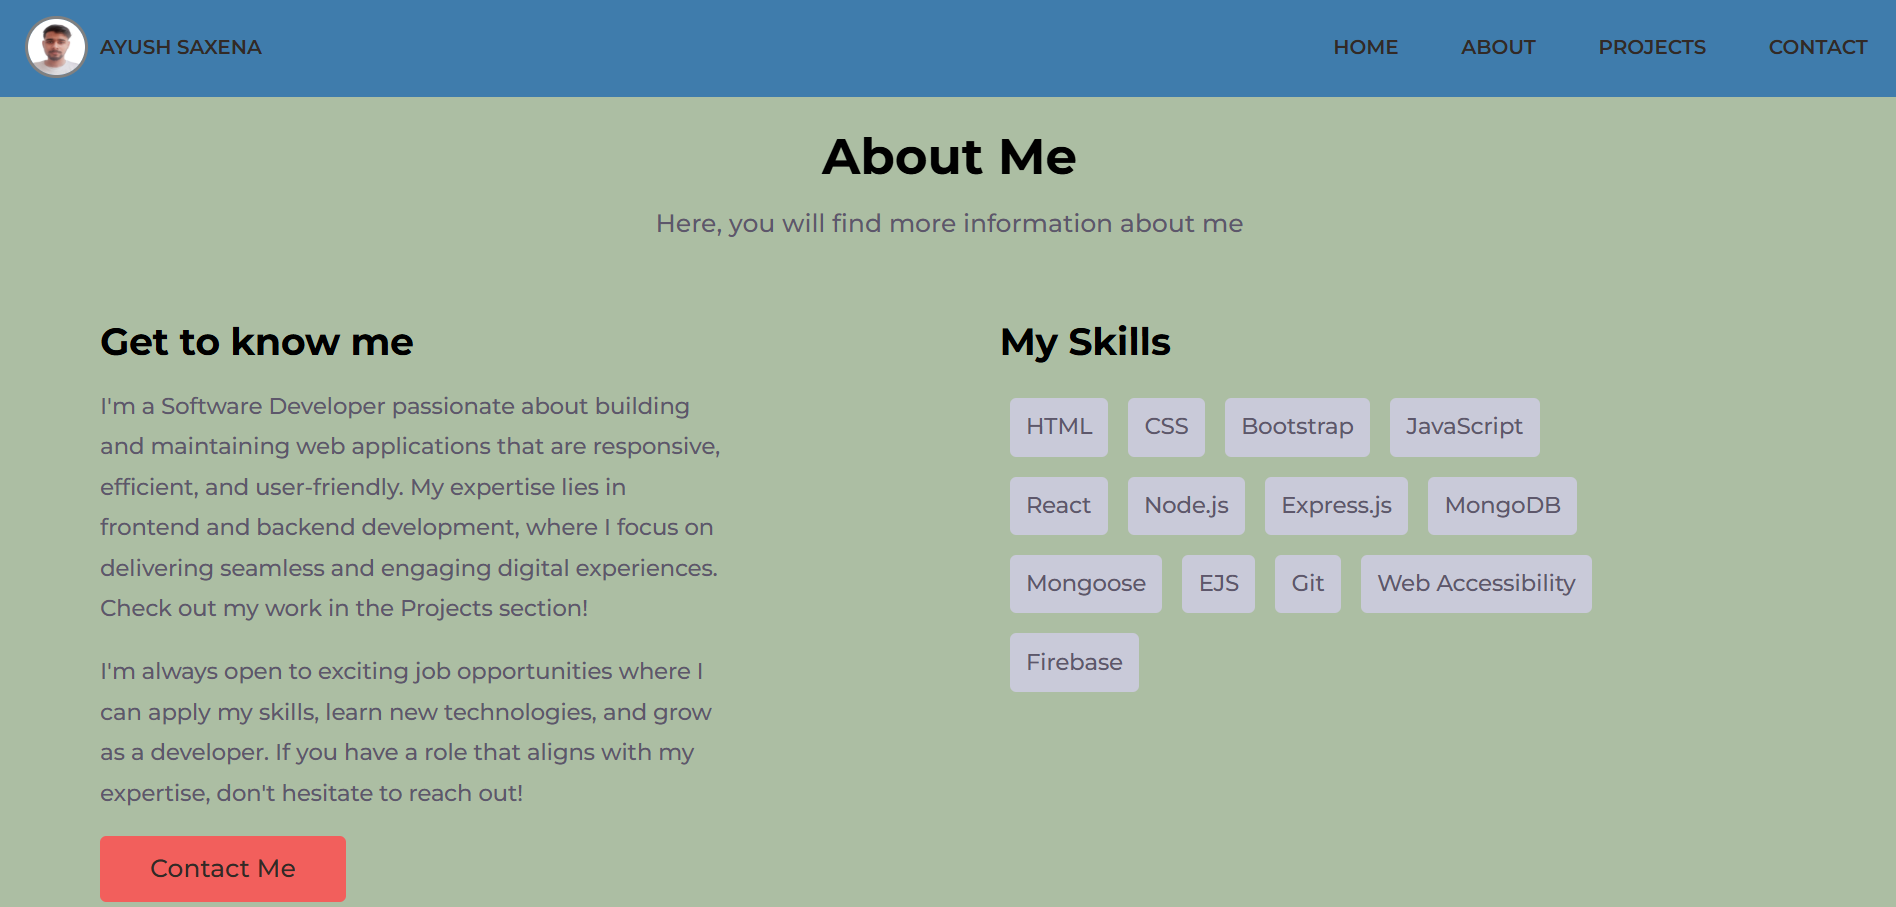 AYUSH SAXENA
HOME
ABOUT
PROJECTS
CONTACT
About Me
Here, you will find more information about me
Get to know me
I'm a Software Developer passionate about building
and maintaining web applications that are responsive,
efficient, and user-friendly. My expertise lies in
frontend and backend development, where I focus on
delivering seamless and engaging digital experiences.
Check out my work in the Projects section!
I'm always open to exciting job opportunities where I
can apply my skills, learn new technologies, and grow
as a developer. If you have a role that aligns with my
expertise, don't hesitate to reach out!
Contact Me
My Skills
HTML
CSS
Bootstrap
JavaScript
React
Node.js
Express.js
MongoDB
Mongoose
EJS
Git
Web Accessibility
Firebase